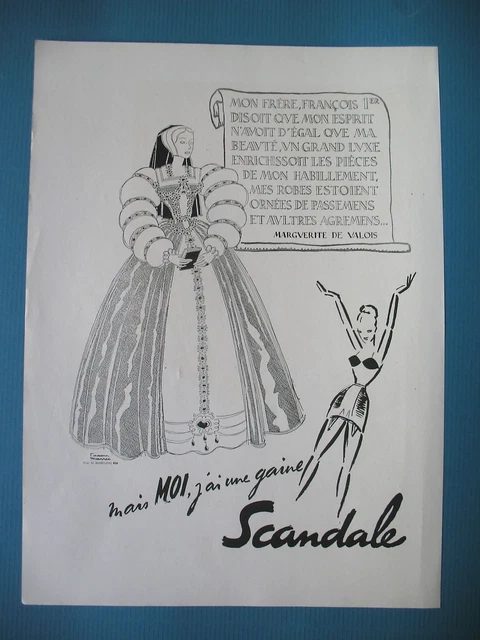 MON FRÈRE, FRANÇOIS 1ER
DISOIT QVE MON ESPRIT
N'AVOIT D'ÉGAL QVE MA
BEAVTÉ, VN GRAND LVXE
ENRICHISSOIT LES PIÈCES
DE MON HABILLEMENT,
MES ROBES ESTOIENT
ORNÉES DE PASSEMENS
ET AVLTRES AGREMENS...
MARGVERITE DE VALOIS
mais MOI, j'ai une gaine
Scandale